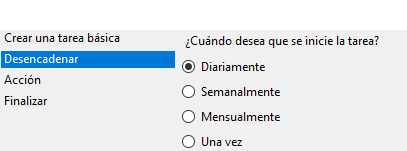 Crear una tarea básica
Desencadenar
Acción
Finalizar
¿Cuándo desea que se inicie la tarea?
Diariamente
Semanalmente
Mensualmente
Una vez